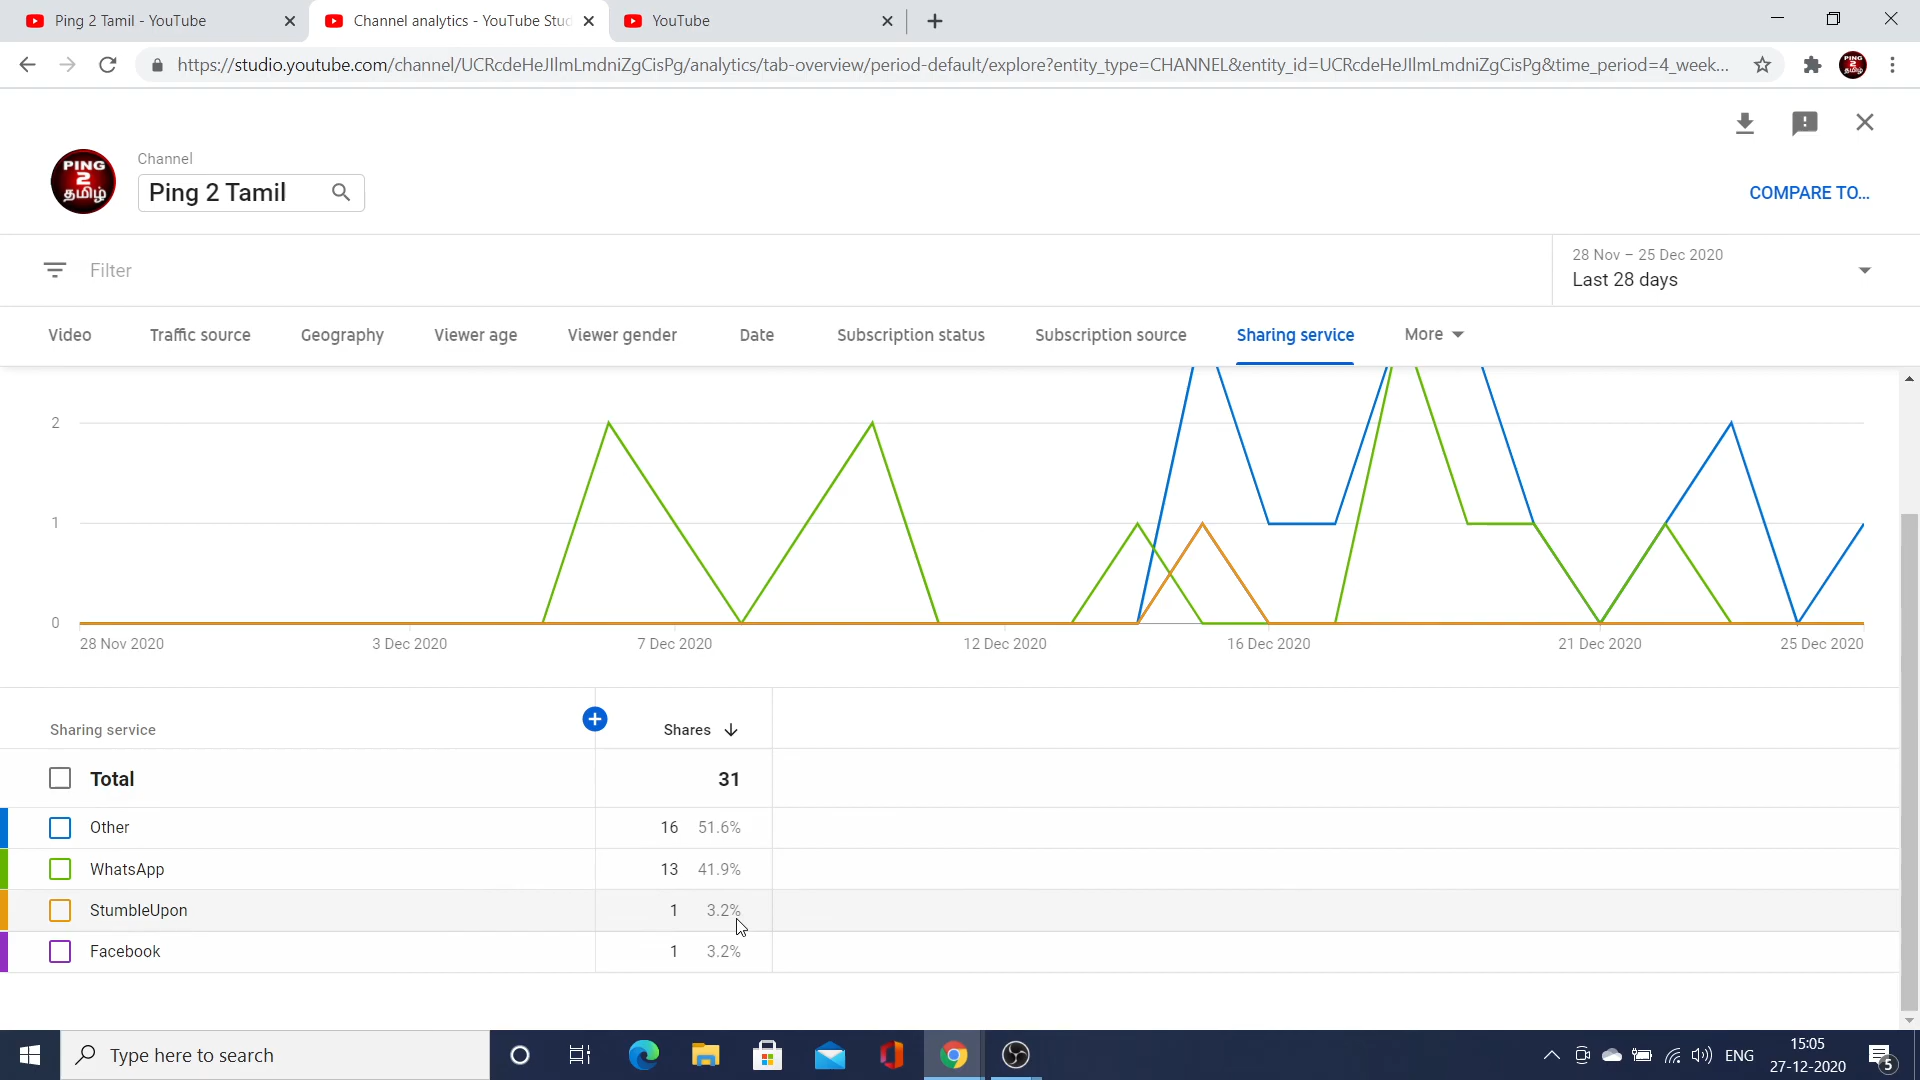 Ping 2 Tamil - YouTube
Channel analytics - YouTube Stud
YouTube
https://studio.youtube.com/channel/UCRcdeHeJIlmLmdniZgCisPg/analytics/tab-overview/period-default/explore?entity_type=CHANNEL&entity_id=UCRcdeHeJIlmLmdniZgCisPg&time_period=4_week...
PING
2
தமிழ்
Channel
Ping 2 Tamil
COMPARE TO...
Filter
28 Nov – 25 Dec 2020
Last 28 days
Video Traffic source Geography Viewer age Viewer gender Date Subscription status Subscription source Sharing service More
2
1
0
28 Nov 2020 3 Dec 2020 7 Dec 2020 12 Dec 2020 16 Dec 2020 21 Dec 2020 25 Dec 2020
Sharing service Shares
Total 31
Other 16 51.6%
WhatsApp 13 41.9%
StumbleUpon 1 3.2%
Facebook 1 3.2%
Type here to search
ENG
15:05
27-12-2020
5